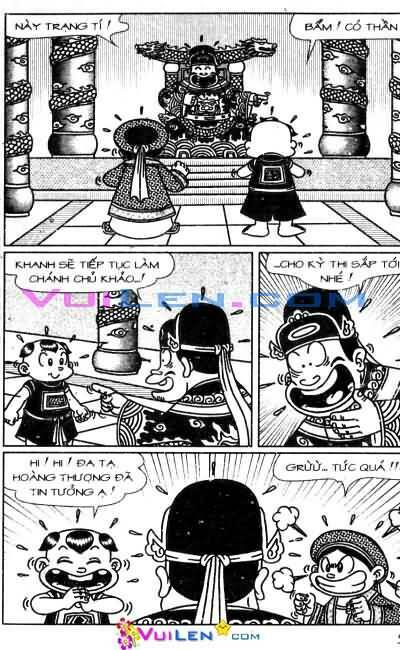 NÀY TRẠNG TÍ!
BẨM! CÓ THẦN
KHANH SẼ TIẾP TỤC LÀM
CHÁNH CHỦ KHẢO..!
...CHO KỲ THI SẮP TỚI
NHÉ!
VUILEN.COM
HI! HI! ĐA TẠ
HOÀNG THƯỢNG ĐÃ
TIN TƯỞNG Ạ!
GRỪỪ... TỨC QUÁ!!
VUILEN.COM